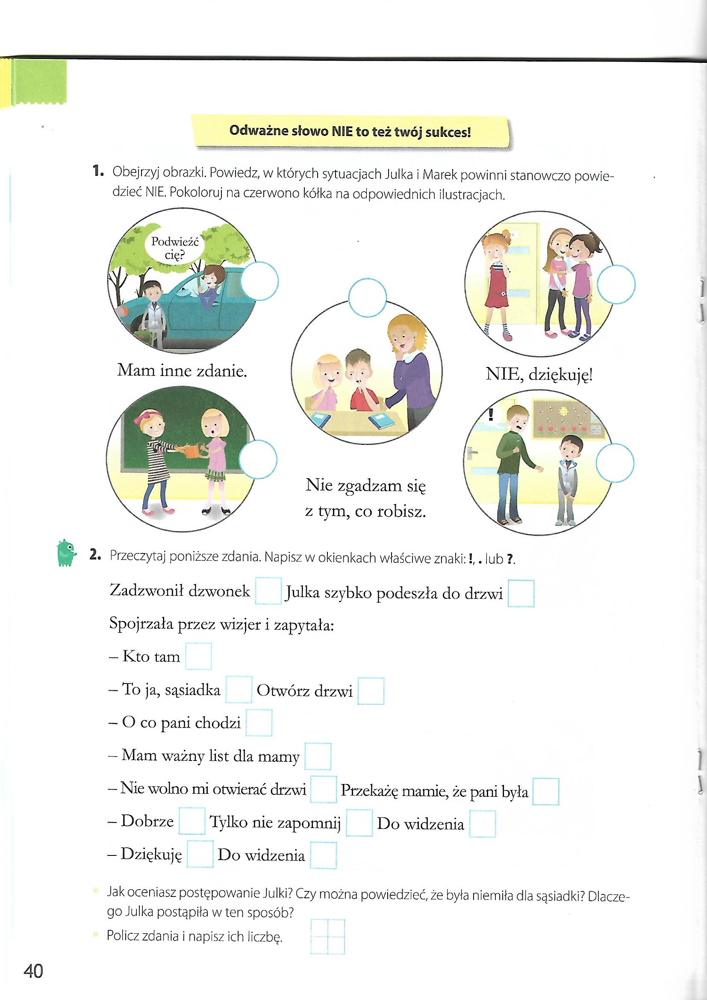 Odważne słowo NIE to też twój sukces!
1. Obejrzyj obrazki. Powiedz, w których sytuacjach Julka i Marek powinni stanowczo powie-
dzieć NIE. Pokoloruj na czerwono kółka na odpowiednich ilustracjach.
Podwieźć
cię?
Mam inne zdanie.
NIE, dziękuję!
!
Nie zgadzam się
z tym, co robisz.
2. Przeczytaj poniższe zdania. Napisz w okienkach właściwe znaki: !, . lub ?.
Zadzwonił dzwonek Julka szybko podeszła do drzwi
Spojrzała przez wizjer i zapytała:
– Kto tam
– To ja, sąsiadka Otwórz drzwi
– O co pani chodzi
– Mam ważny list dla mamy
– Nie wolno mi otwierać drzwi Przekażę mamie, że pani była
– Dobrze Tylko nie zapomnij Do widzenia
– Dziękuję Do widzenia
Jak oceniasz postępowanie Julki? Czy można powiedzieć, że była niemiła dla sąsiadki? Dlacze-
go Julka postąpiła w ten sposób?
Policz zdania i napisz ich liczbę.
40